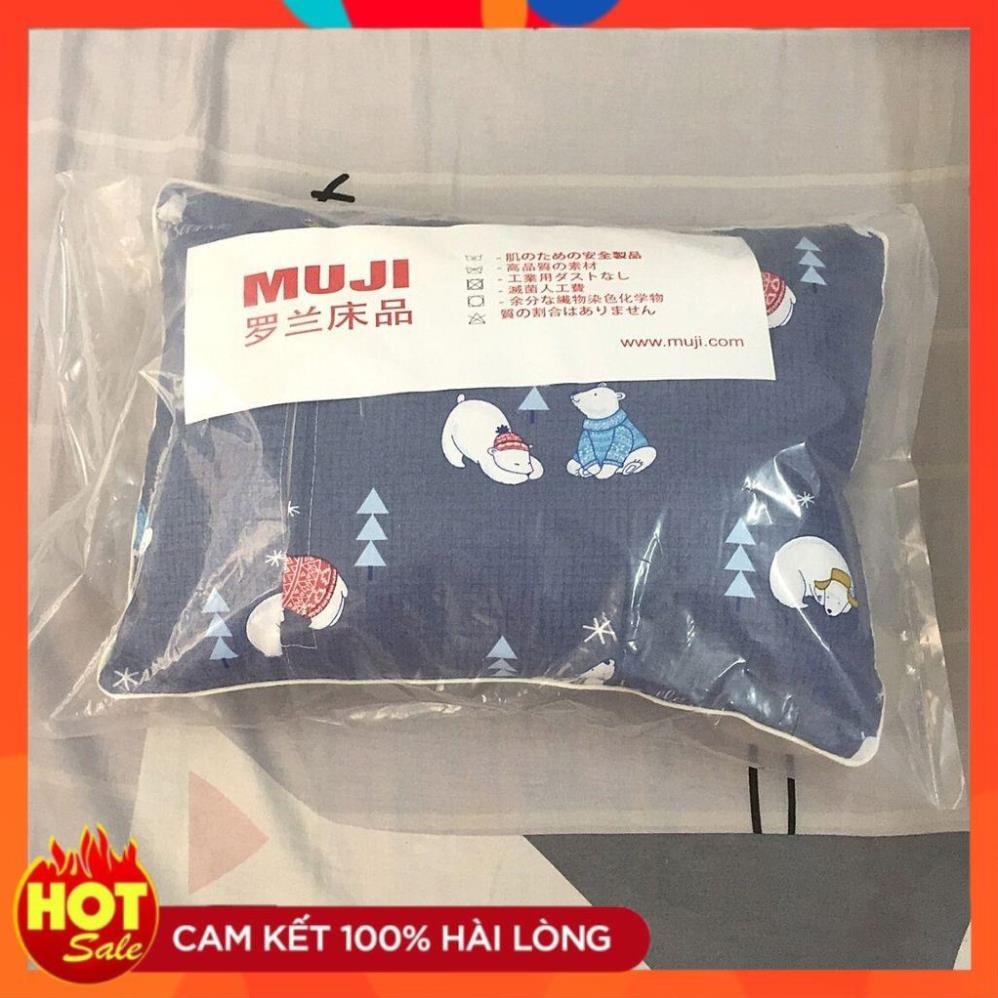 MUJI
罗兰床品
- 肌のための安全製品
- 高品質の素材
- 工業用ダストなし
- 滅菌人工費
- 余分な繊物染色化学物
質の割合はありません
www.muji.com
HOT
Sale
CAM KẾT 100% HÀI LÒNG